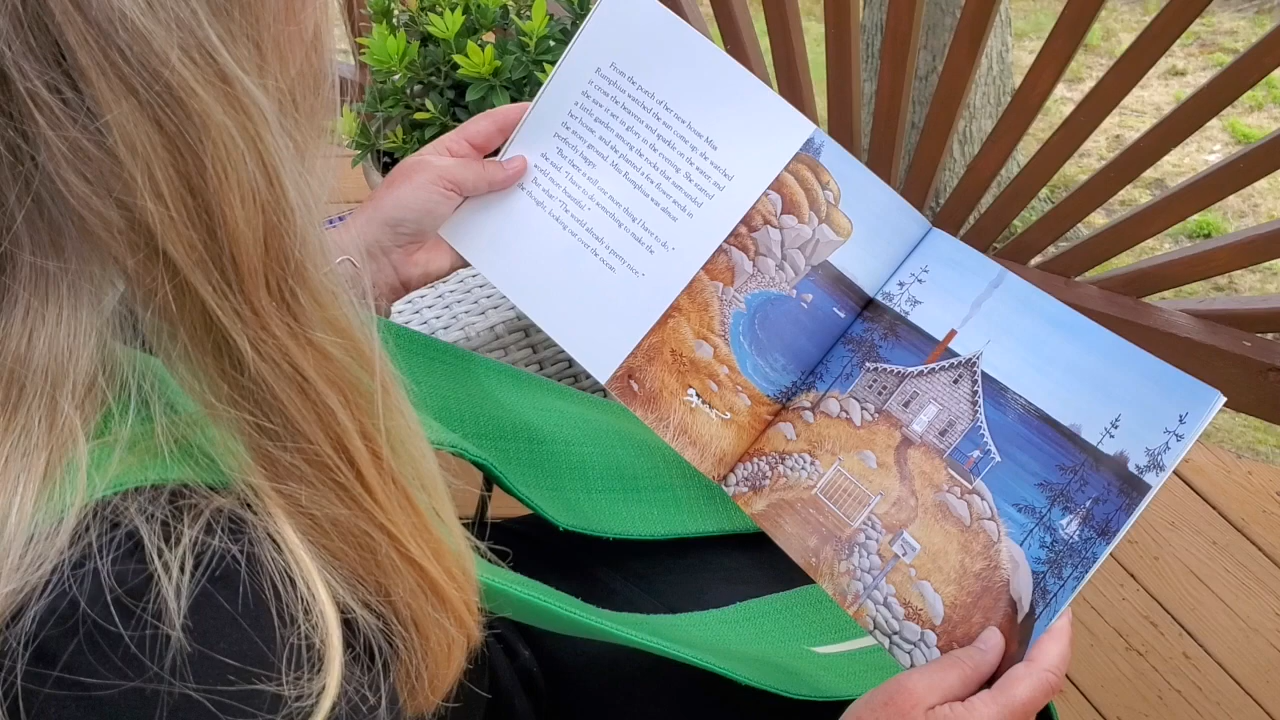 From the porch of her new house Miss
Rumphius watched the sun come up; she watched
it cross the heavens and sparkle on the water; and
she saw it set in glory in the evening. She started
a little garden among the rocks that surrounded
her house, and she planted a few flower seeds in
the stony ground. Miss Rumphius was almost
perfectly happy.
"But there is still one more thing I have to do,"
she said. "I have to do something to make the
world more beautiful."
But what? "The world already is pretty nice,"
she thought, looking out over the ocean.